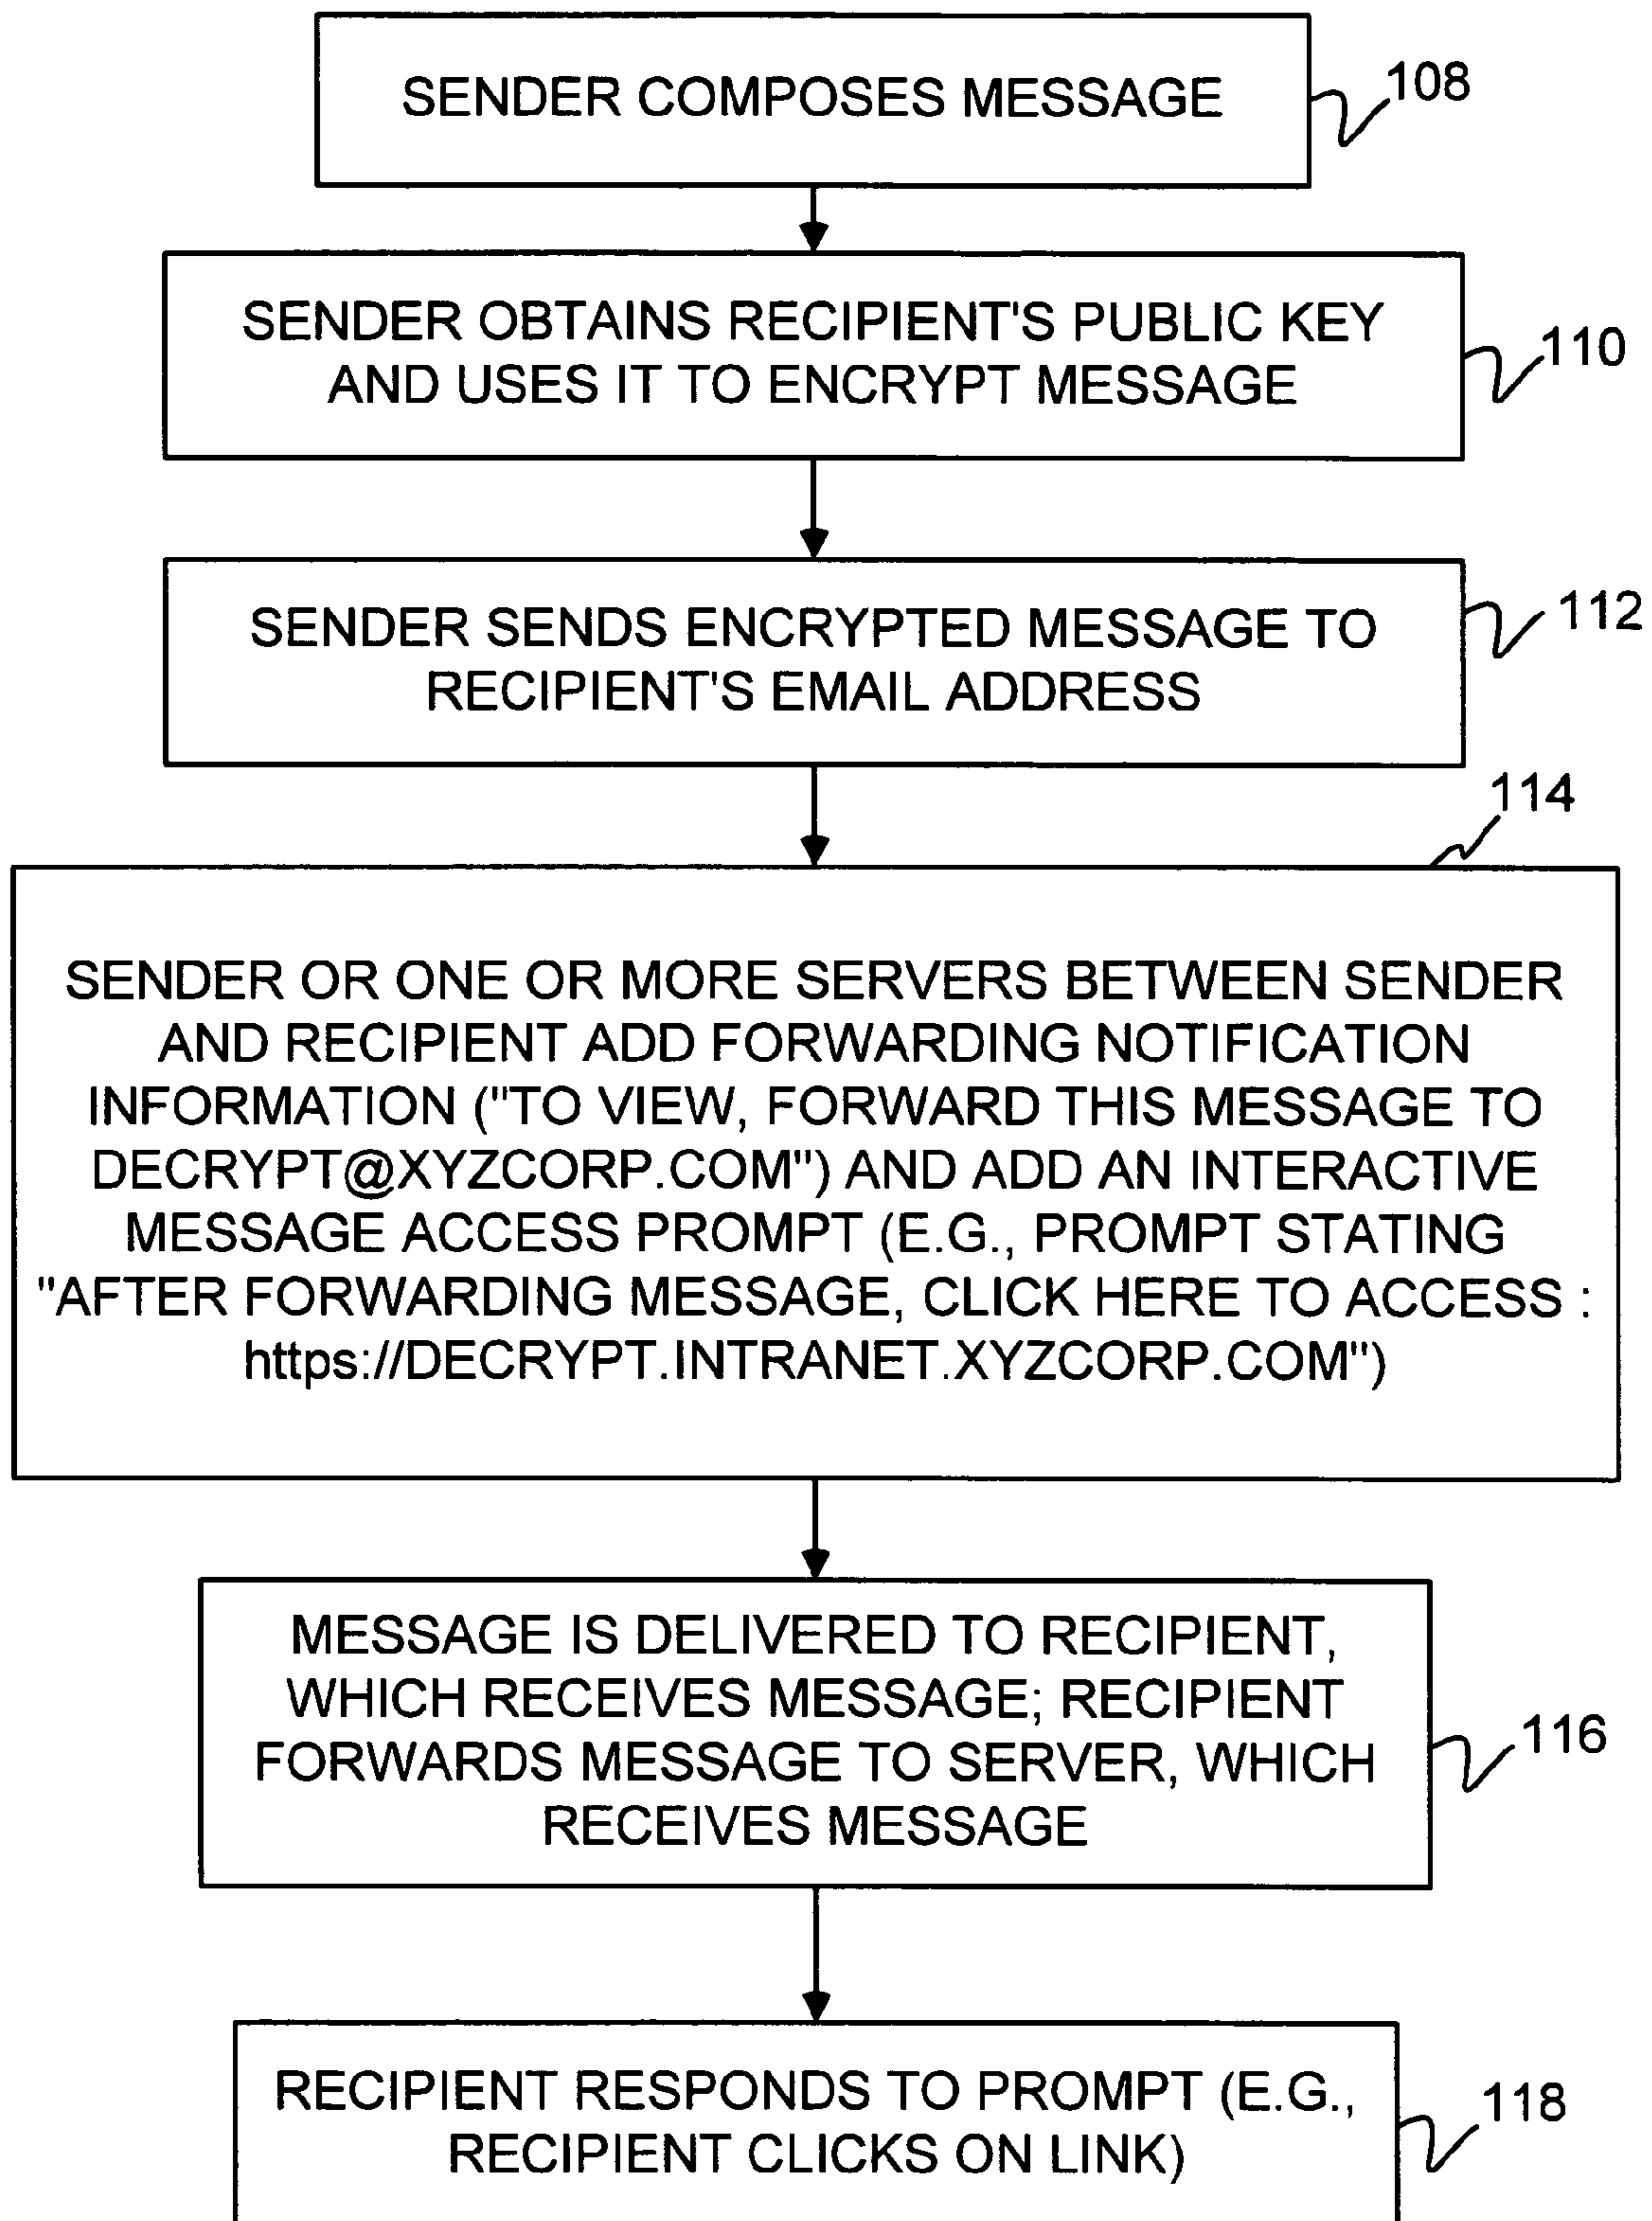 SENDER COMPOSES MESSAGE
108
SENDER OBTAINS RECIPIENT'S PUBLIC KEY
AND USES IT TO ENCRYPT MESSAGE
110
SENDER SENDS ENCRYPTED MESSAGE TO
RECIPIENT'S EMAIL ADDRESS
112
114
SENDER OR ONE OR MORE SERVERS BETWEEN SENDER
AND RECIPIENT ADD FORWARDING NOTIFICATION
INFORMATION ("TO VIEW, FORWARD THIS MESSAGE TO
DECRYPT@XYZCORP.COM") AND ADD AN INTERACTIVE
MESSAGE ACCESS PROMPT (E.G., PROMPT STATING
"AFTER FORWARDING MESSAGE, CLICK HERE TO ACCESS :
https://DECRYPT.INTRANET.XYZCORP.COM")
MESSAGE IS DELIVERED TO RECIPIENT,
WHICH RECEIVES MESSAGE; RECIPIENT
FORWARDS MESSAGE TO SERVER, WHICH
RECEIVES MESSAGE
116
RECIPIENT RESPONDS TO PROMPT (E.G.,
RECIPIENT CLICKS ON LINK)
118